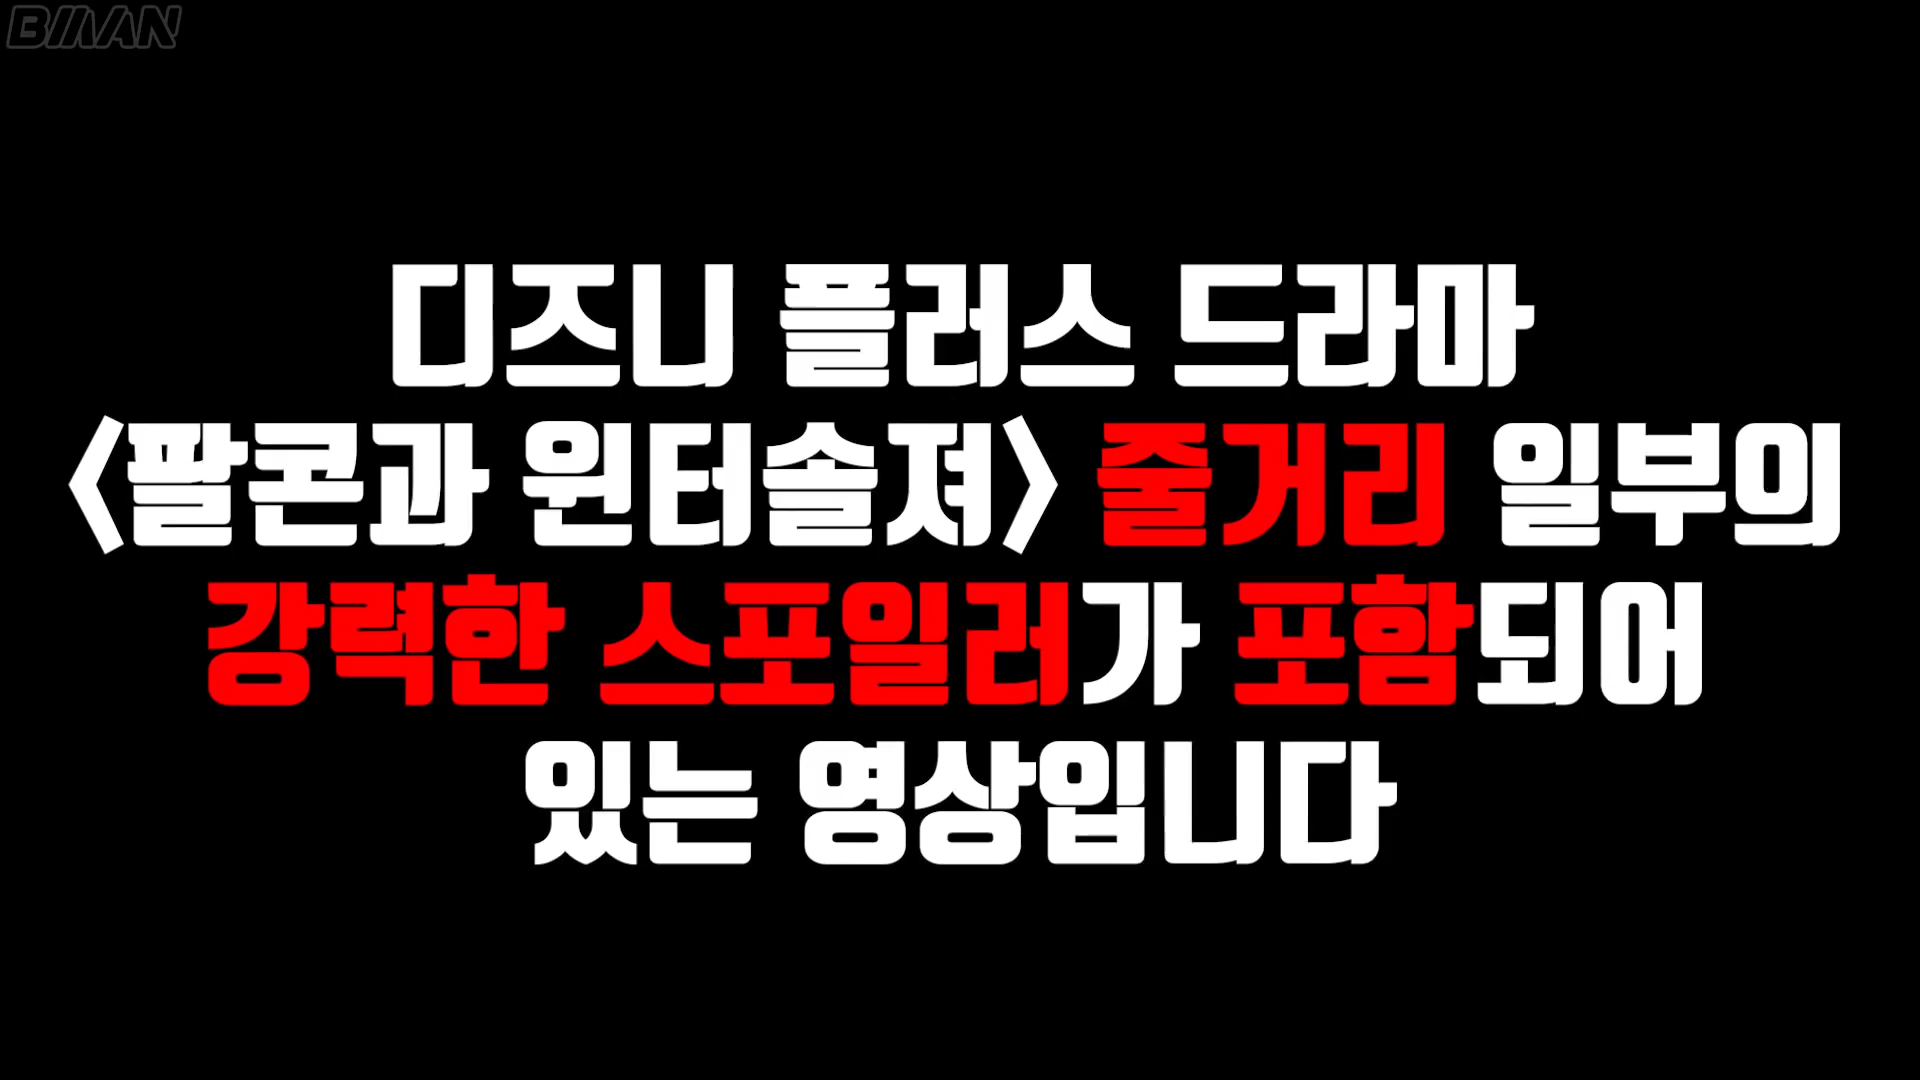 BIIVAN
디즈니 플러스 드라마
<팔콘과 윈터솔져> 줄거리 일부의
강력한 스포일러가 포함되어
있는 영상입니다